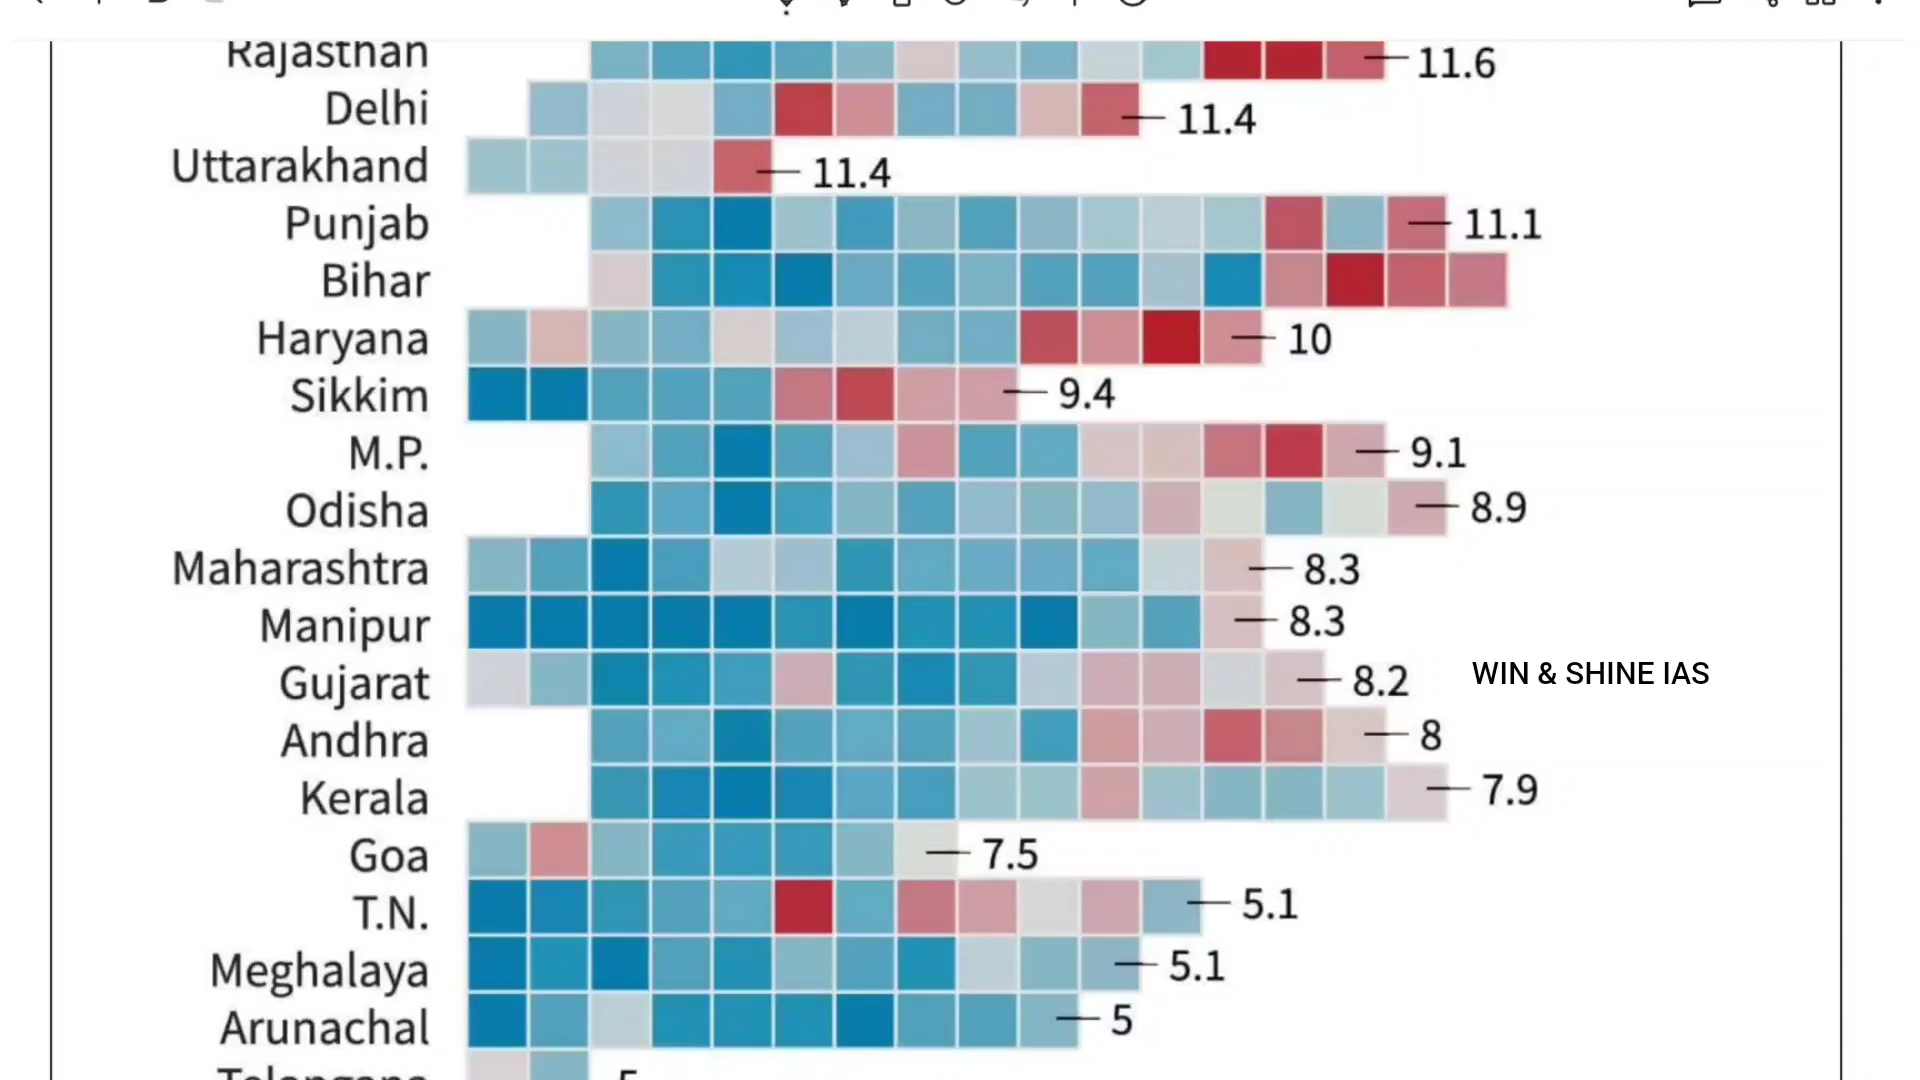 Rajasthan 11.6
Delhi 11.4
Uttarakhand 11.4
Punjab 11.1
Bihar
Haryana 10
Sikkim 9.4
M.P. 9.1
Odisha 8.9
Maharashtra 8.3
Manipur 8.3
Gujarat 8.2 WIN & SHINE IAS
Andhra 8
Kerala 7.9
Goa 7.5
T.N. 5.1
Meghalaya 5.1
Arunachal 5